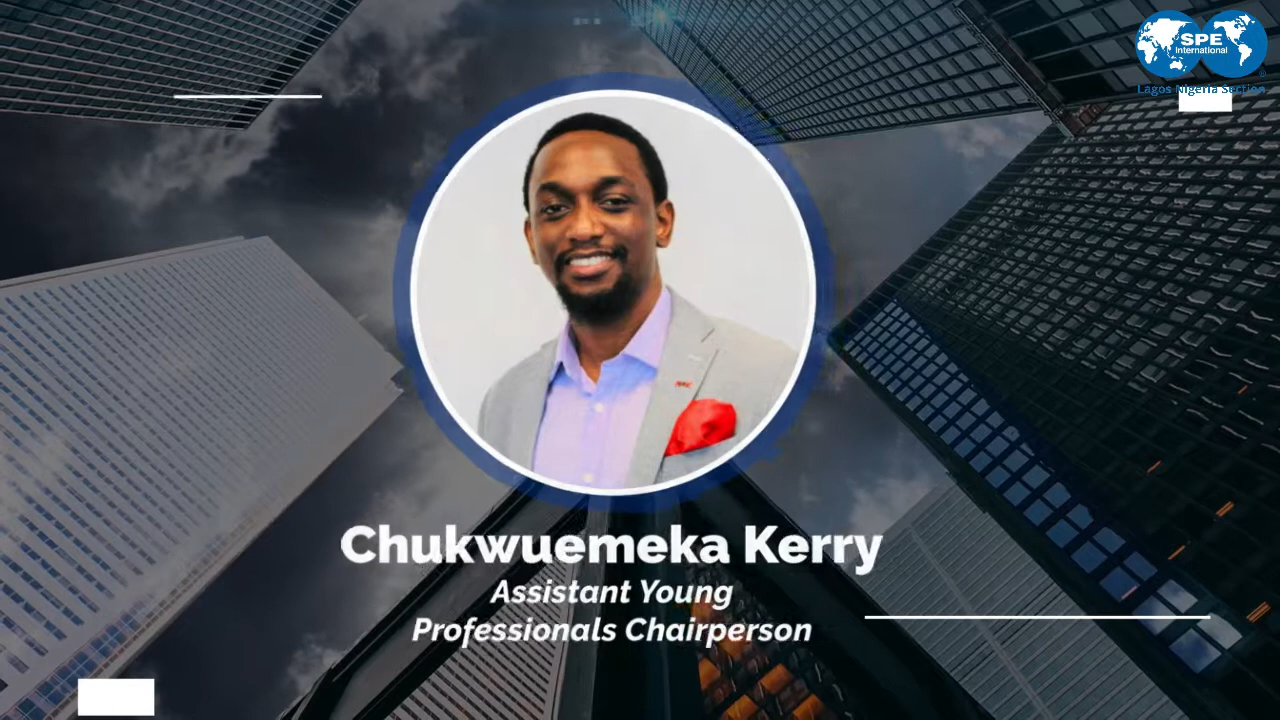 SPE
International
Lagos Nigeria Section
Chukwuemeka Kerry
Assistant Young
Professionals Chairperson